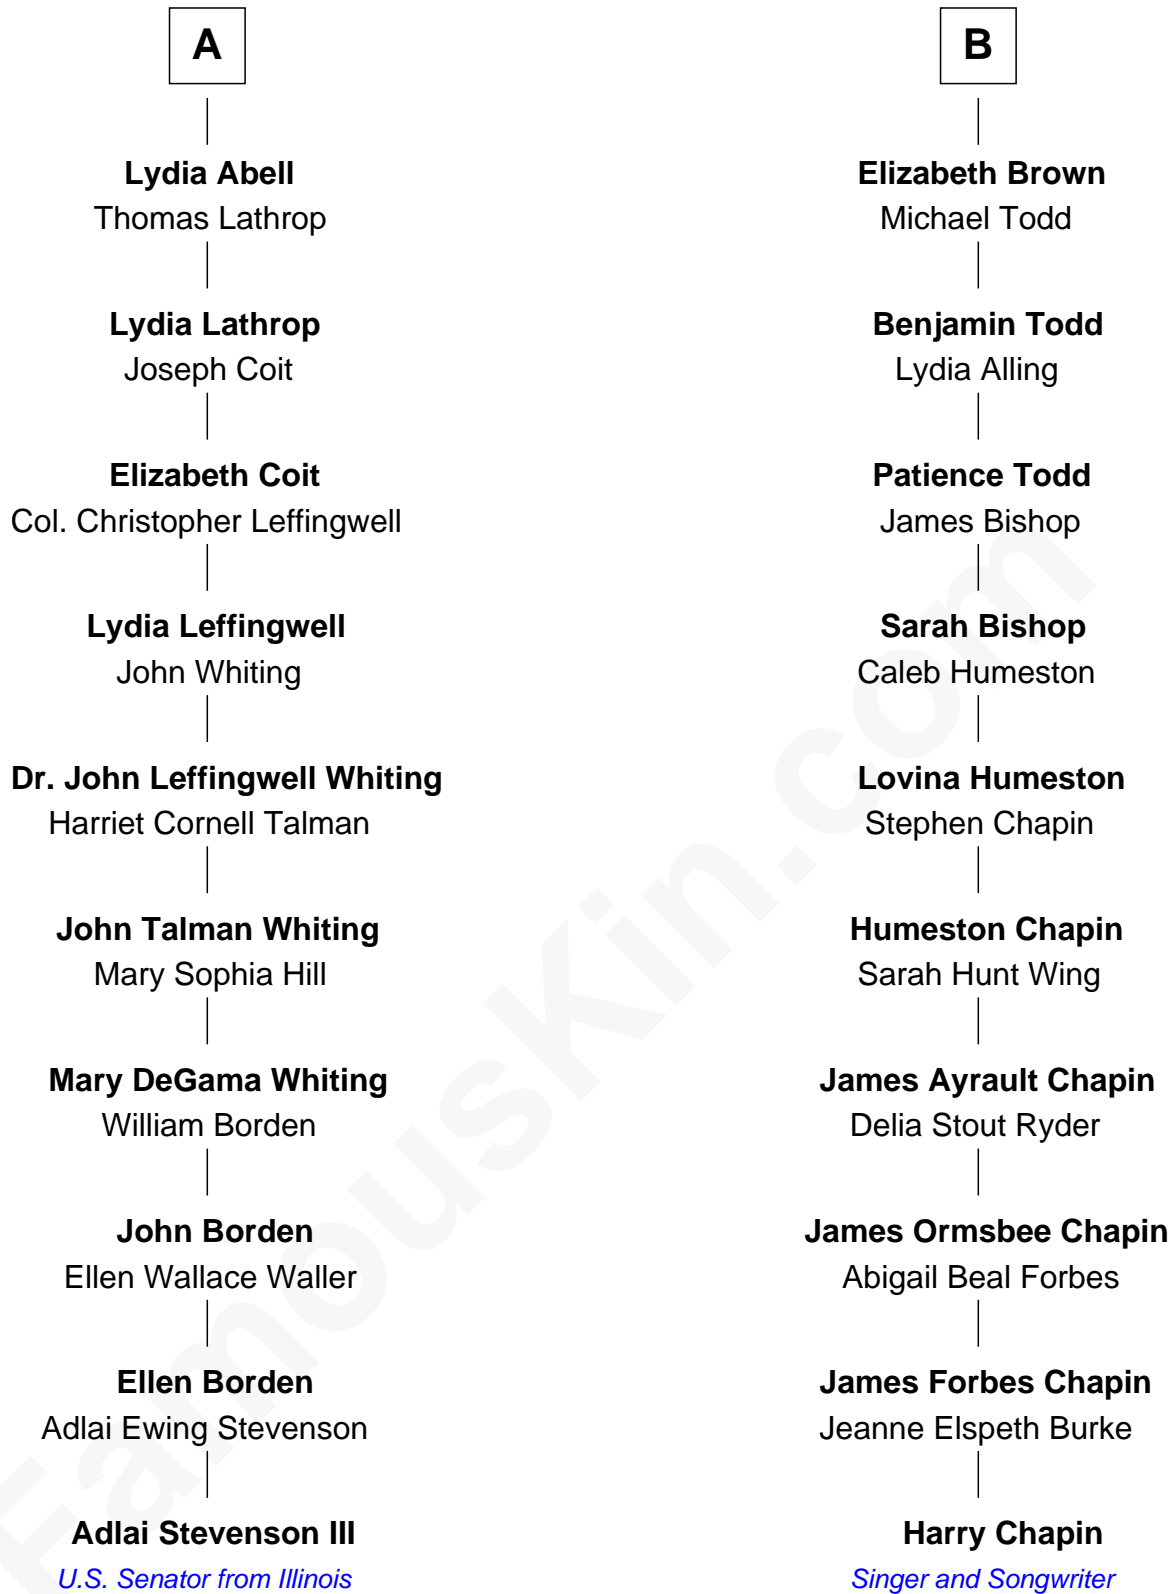 A
Lydia Abell
Thomas Lathrop
Lydia Lathrop
Joseph Coit
Elizabeth Coit
Col. Christopher Leffingwell
Lydia Leffingwell
John Whiting
Dr. John Leffingwell Whiting
Harriet Cornell Talman
John Talman Whiting
Mary Sophia Hill
Mary DeGama Whiting
William Borden
John Borden
Ellen Wallace Waller
Ellen Borden
Adlai Ewing Stevenson
Adlai Stevenson III
U.S. Senator from Illinois
B
Elizabeth Brown
Michael Todd
Benjamin Todd
Lydia Alling
Patience Todd
James Bishop
Sarah Bishop
Caleb Humeston
Lovina Humeston
Stephen Chapin
Humeston Chapin
Sarah Hunt Wing
James Ayrault Chapin
Delia Stout Ryder
James Ormsbee Chapin
Abigail Beal Forbes
James Forbes Chapin
Jeanne Elspeth Burke
Harry Chapin
Singer and Songwriter
FamousKin.com